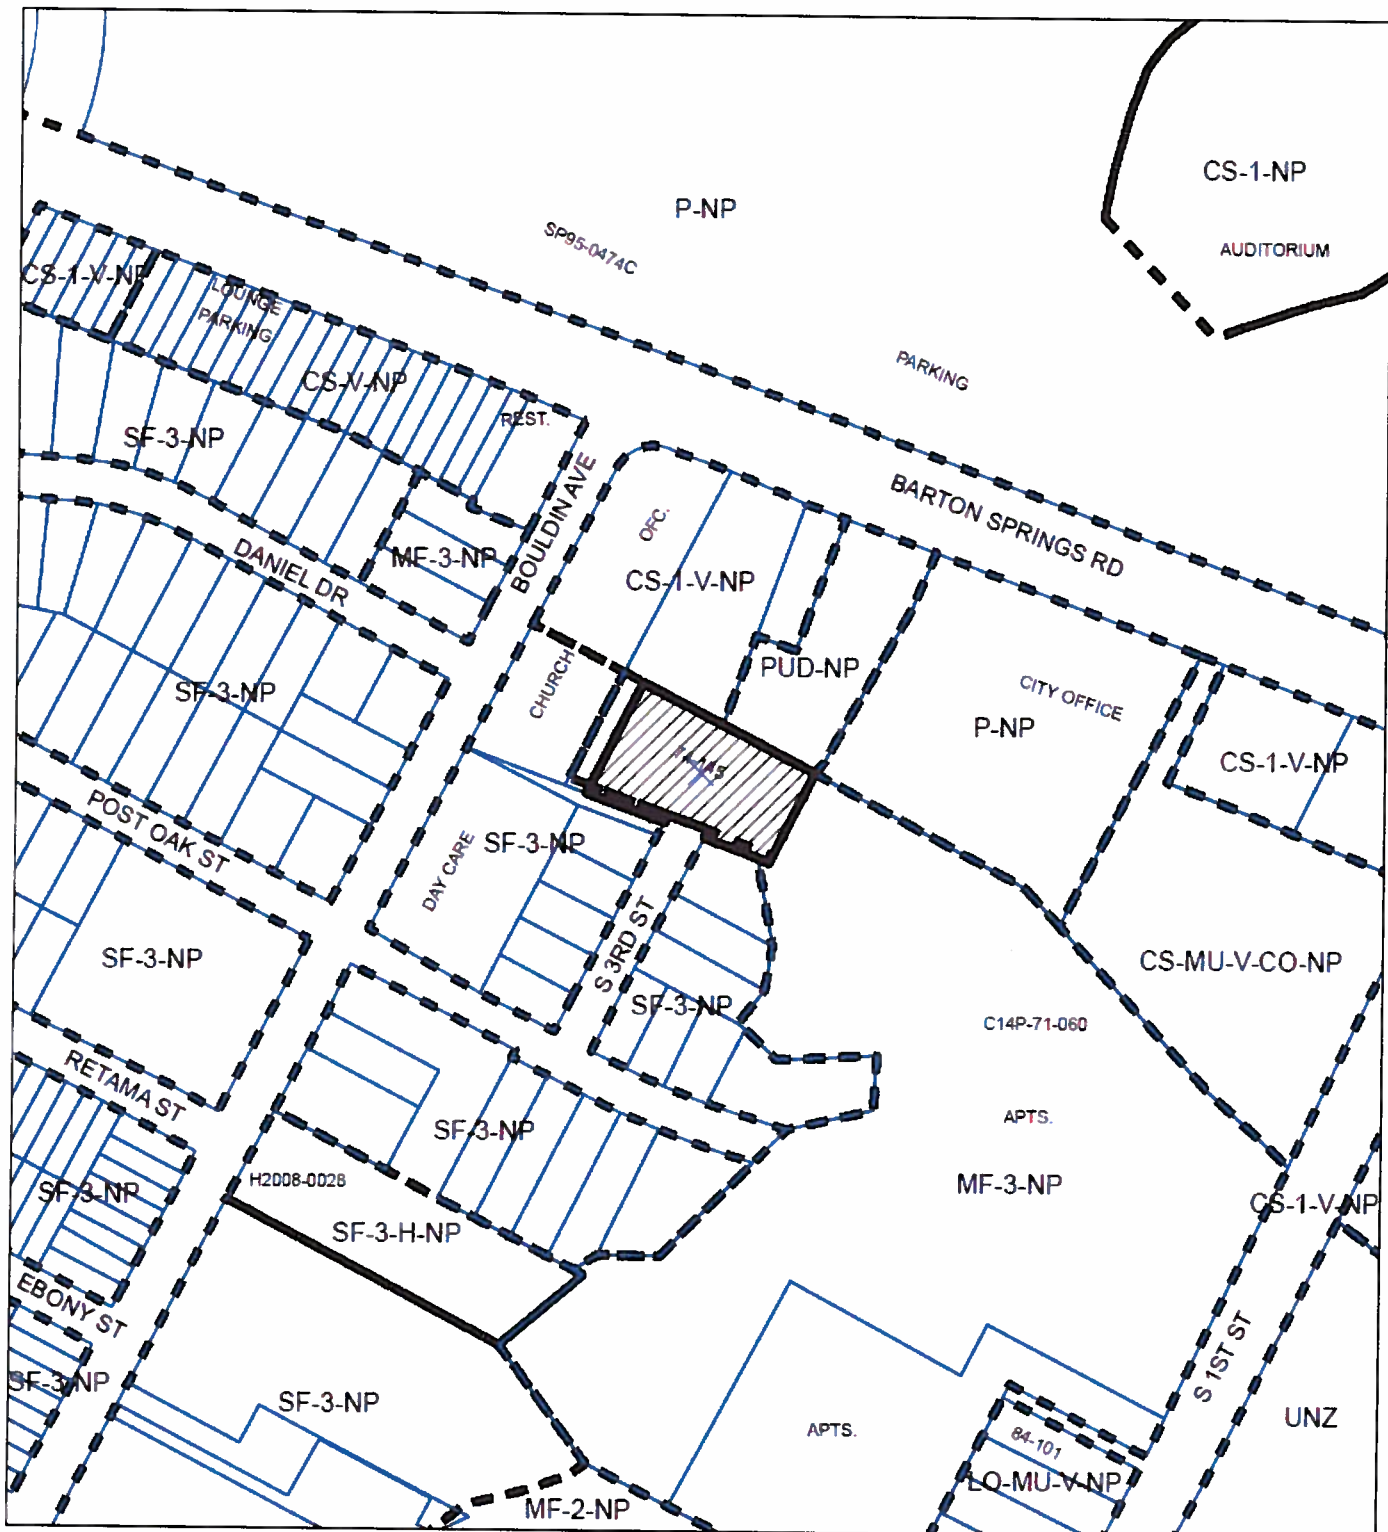 CS-1-NP
P-NP
AUDITORIUM
SP95-0474C
CS-1-V-NP
LOUNGE
PARKING
PARKING
CS-V-NP
REST.
SF-3-NP
BOULDIN AVE
BARTON SPRINGS RD
OFC.
DANIEL DR
MF-3-NP
CS-1-V-NP
CHURCH
PUD-NP
SF-3-NP
CITY OFFICE
P-NP
CS-1-V-NP
POST OAK ST
DAY CARE
SF-3-NP
SF-3-NP
S 3RD ST
CS-MU-V-CO-NP
SF-3-NP
C14P-71-060
RETAMA ST
APTS.
SF-3-NP
H2008-0028
MF-3-NP
SF-3-NP
CS-1-V-NP
SF-3-H-NP
EBONY ST
S 1ST ST
SF-3-NP
SF-3-NP
UNZ
APTS.
84-101
LO-MU-V-NP
MF-2-NP